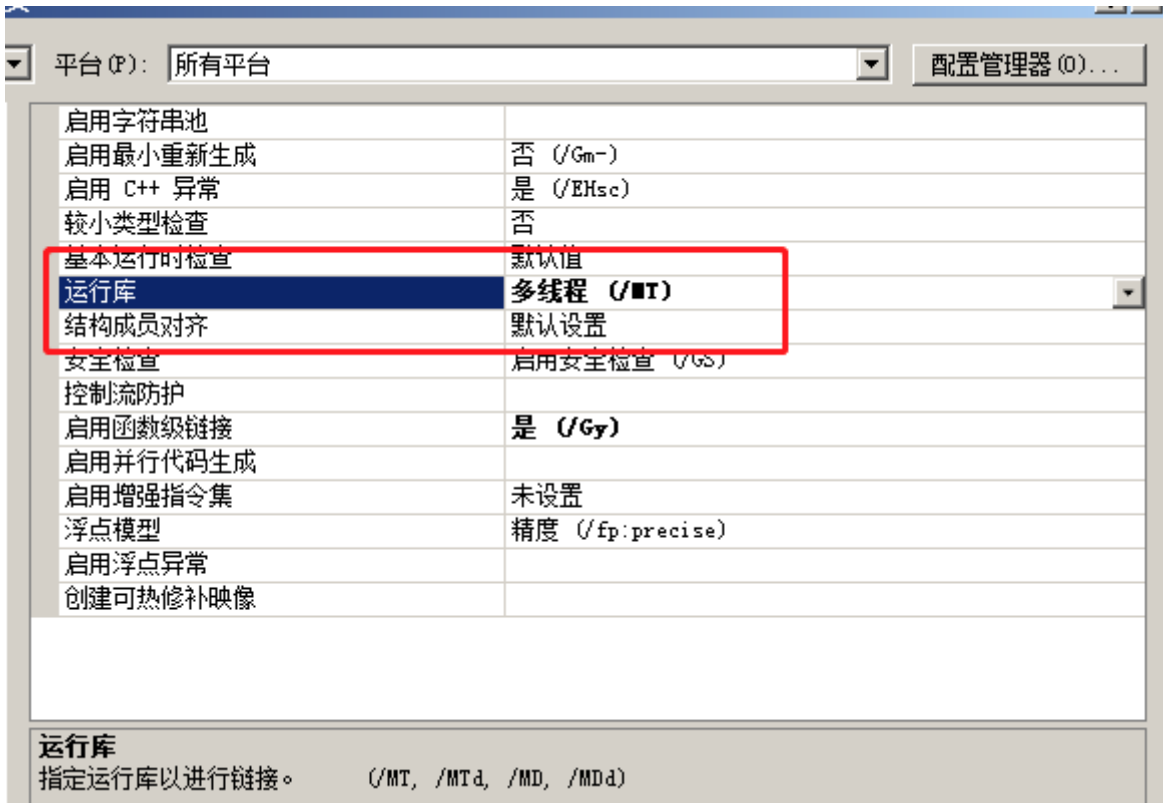 平台(P): 所有平台 配置管理器(O)...
启用字符串池
启用最小重新生成 否 (/Gm-)
启用 C++ 异常 是 (/EHsc)
较小类型检查 否
基本运行时检查 默认值
运行库 多线程 (/MT)
结构成员对齐 默认设置
安全检查 启用安全检查 (/GS)
控制流防护
启用函数级链接 是 (/Gy)
启用并行代码生成
启用增强指令集 未设置
浮点模型 精度 (/fp:precise)
启用浮点异常
创建可热修补映像
运行库
指定运行库以进行链接。 (/MT, /MTd, /MD, /MDd)